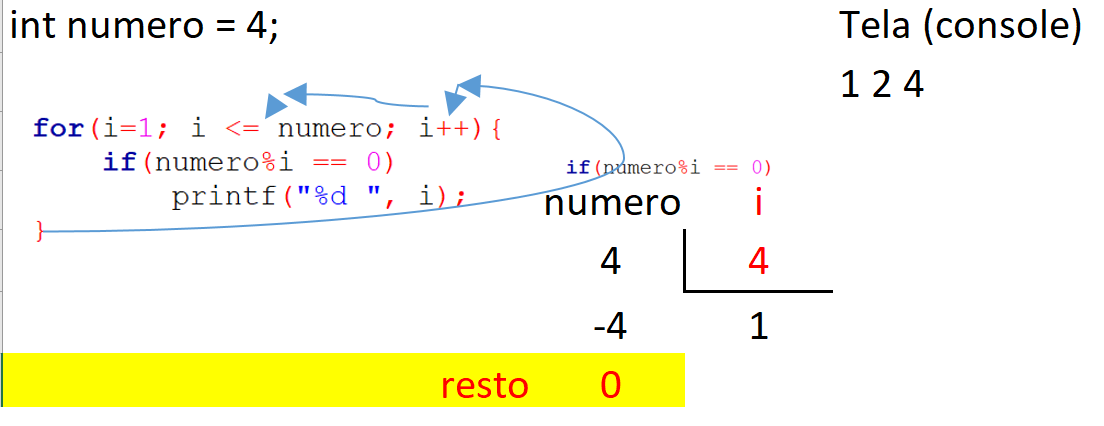 int numero = 4;
Tela (console)
1 2 4
for(i=1; i <= numero; i++){
if(numero%i == 0)
printf("%d ", i);
}
if(numero%i == 0)
numero i
4 4
-4 1
resto 0